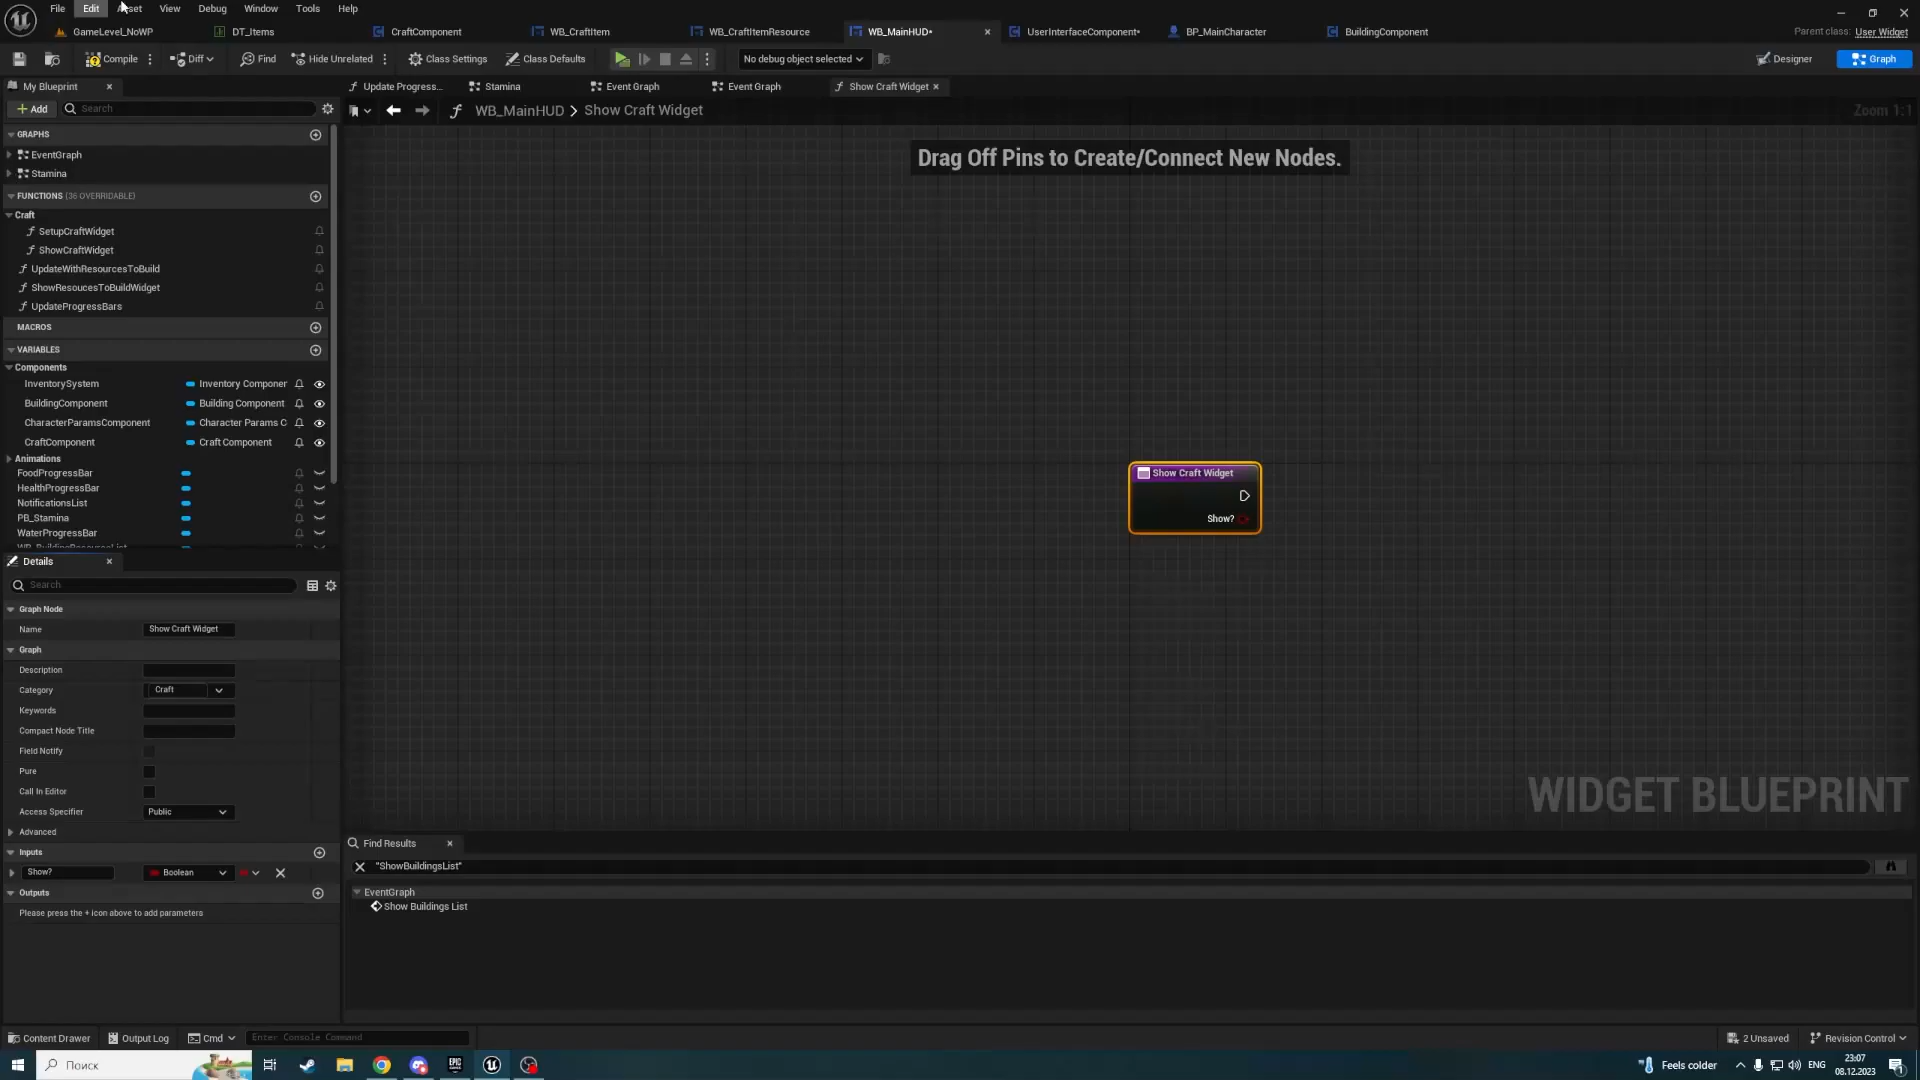 File Edit Asset View Debug Window Tools Help
GameLevel_NoWP DT_Items CraftComponent WB_CraftItem WB_CraftItemResource WB_MainHUD• UserInterfaceComponent• BP_MainCharacter BuildingComponent Parent class: User Widget
Compile Diff Find Hide Unrelated Class Settings Class Defaults No debug object selected Designer Graph
My Blueprint Update Progress... Stamina Event Graph Event Graph Show Craft Widget
Add Search WB_MainHUD > Show Craft Widget Zoom 1:1
Drag Off Pins to Create/Connect New Nodes.
GRAPHS
EventGraph
Stamina
FUNCTIONS (36 OVERRIDABLE)
Craft
SetupCraftWidget
ShowCraftWidget
UpdateWithResourcesToBuild
ShowResoucesToBuildWidget
UpdateProgressBars
MACROS
VARIABLES
Components
InventorySystem Inventory Componer
BuildingComponent Building Component
CharacterParamsComponent Character Params C
CraftComponent Craft Component
Animations
FoodProgressBar
HealthProgressBar
NotificationsList
PB_Stamina
WaterProgressBar
WB_BuildingResourceList
Show Craft Widget
Show?
Details
Search
Graph Node
Name Show Craft Widget
Graph
Description
Category Craft
Keywords
Compact Node Title
Field Notify
Pure
Call In Editor
Access Specifier Public
Advanced
Inputs
Show? Boolean
Outputs
Please press the + icon above to add parameters
WIDGET BLUEPRINT
Find Results
"ShowBuildingsList"
EventGraph
Show Buildings List
Content Drawer Output Log Cmd Enter Console Command 2 Unsaved Revision Control
Поиск EPIC GAMES Feels colder ENG 23:07
08.12.2023